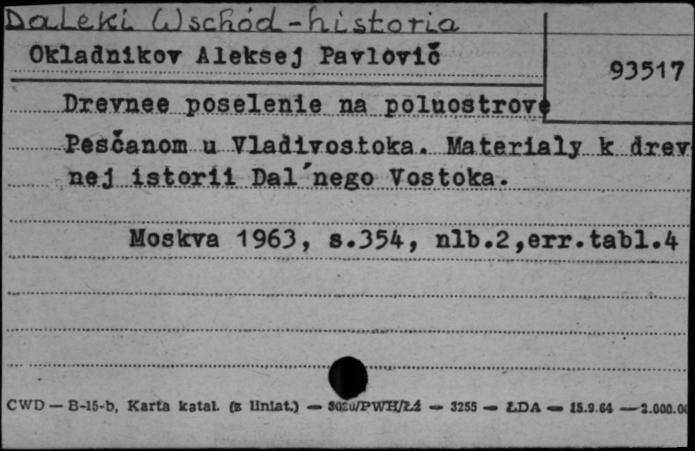 Daleki Wschód - historia
Okladnikov Aleksej Pavlovič
93517
Drevnee poselenie na poluostrove
Pesčanom u Vladivostoka. Materialy k drev
nej istorii Dal´nego Vostoka.
Moskva 1963, s.354, nlb.2,err.tabl.4
CWD — B-15-b, Karta katal. (z liniat.) — /PWH/Łź — 3255 — ŁDA — 15.9.64 — 2.000.00